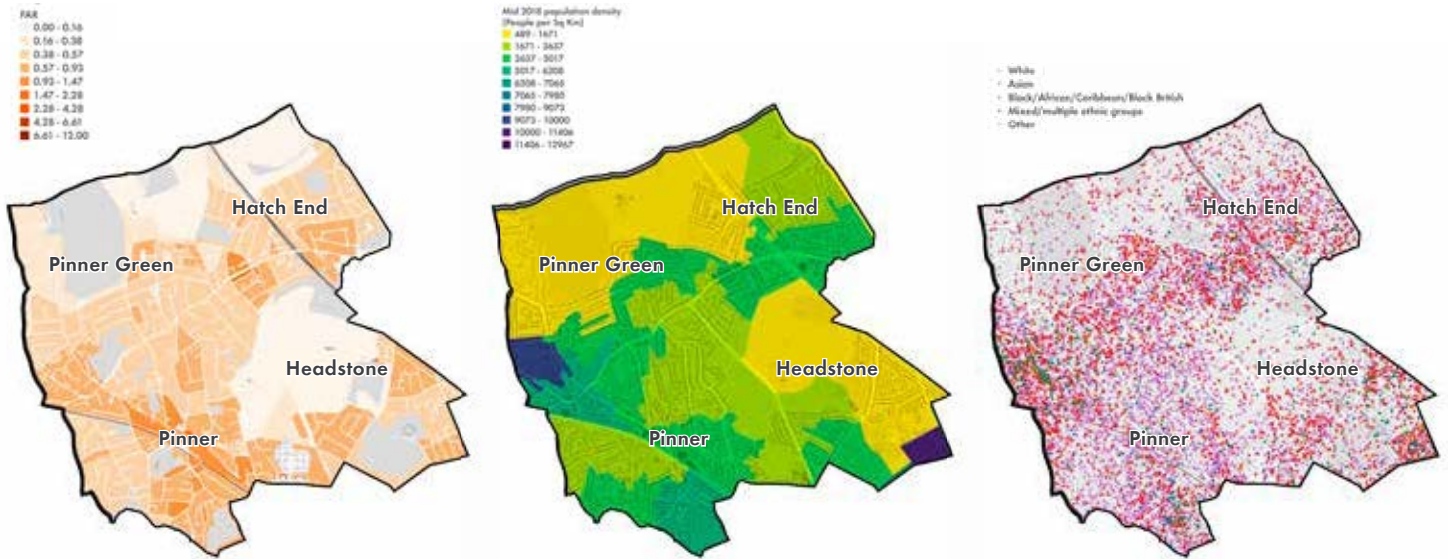 FAR
0.00 - 0.16
0.16 - 0.38
0.38 - 0.57
0.57 - 0.93
0.93 - 1.47
1.47 - 2.28
2.28 - 4.28
4.28 - 6.61
6.61 - 12.00
Hatch End
Pinner Green
Headstone
Pinner
Mid 2018 population density
(People per Sq Km)
489 - 1671
1671 - 3637
3637 - 5017
5017 - 6208
6208 - 7065
7065 - 7980
7980 - 9073
9073 - 10000
10000 - 11406
11406 - 12967
Hatch End
Pinner Green
Headstone
Pinner
White
Asian
Black/African/Caribbean/Black British
Mixed/multiple ethnic groups
Other
Hatch End
Pinner Green
Headstone
Pinner